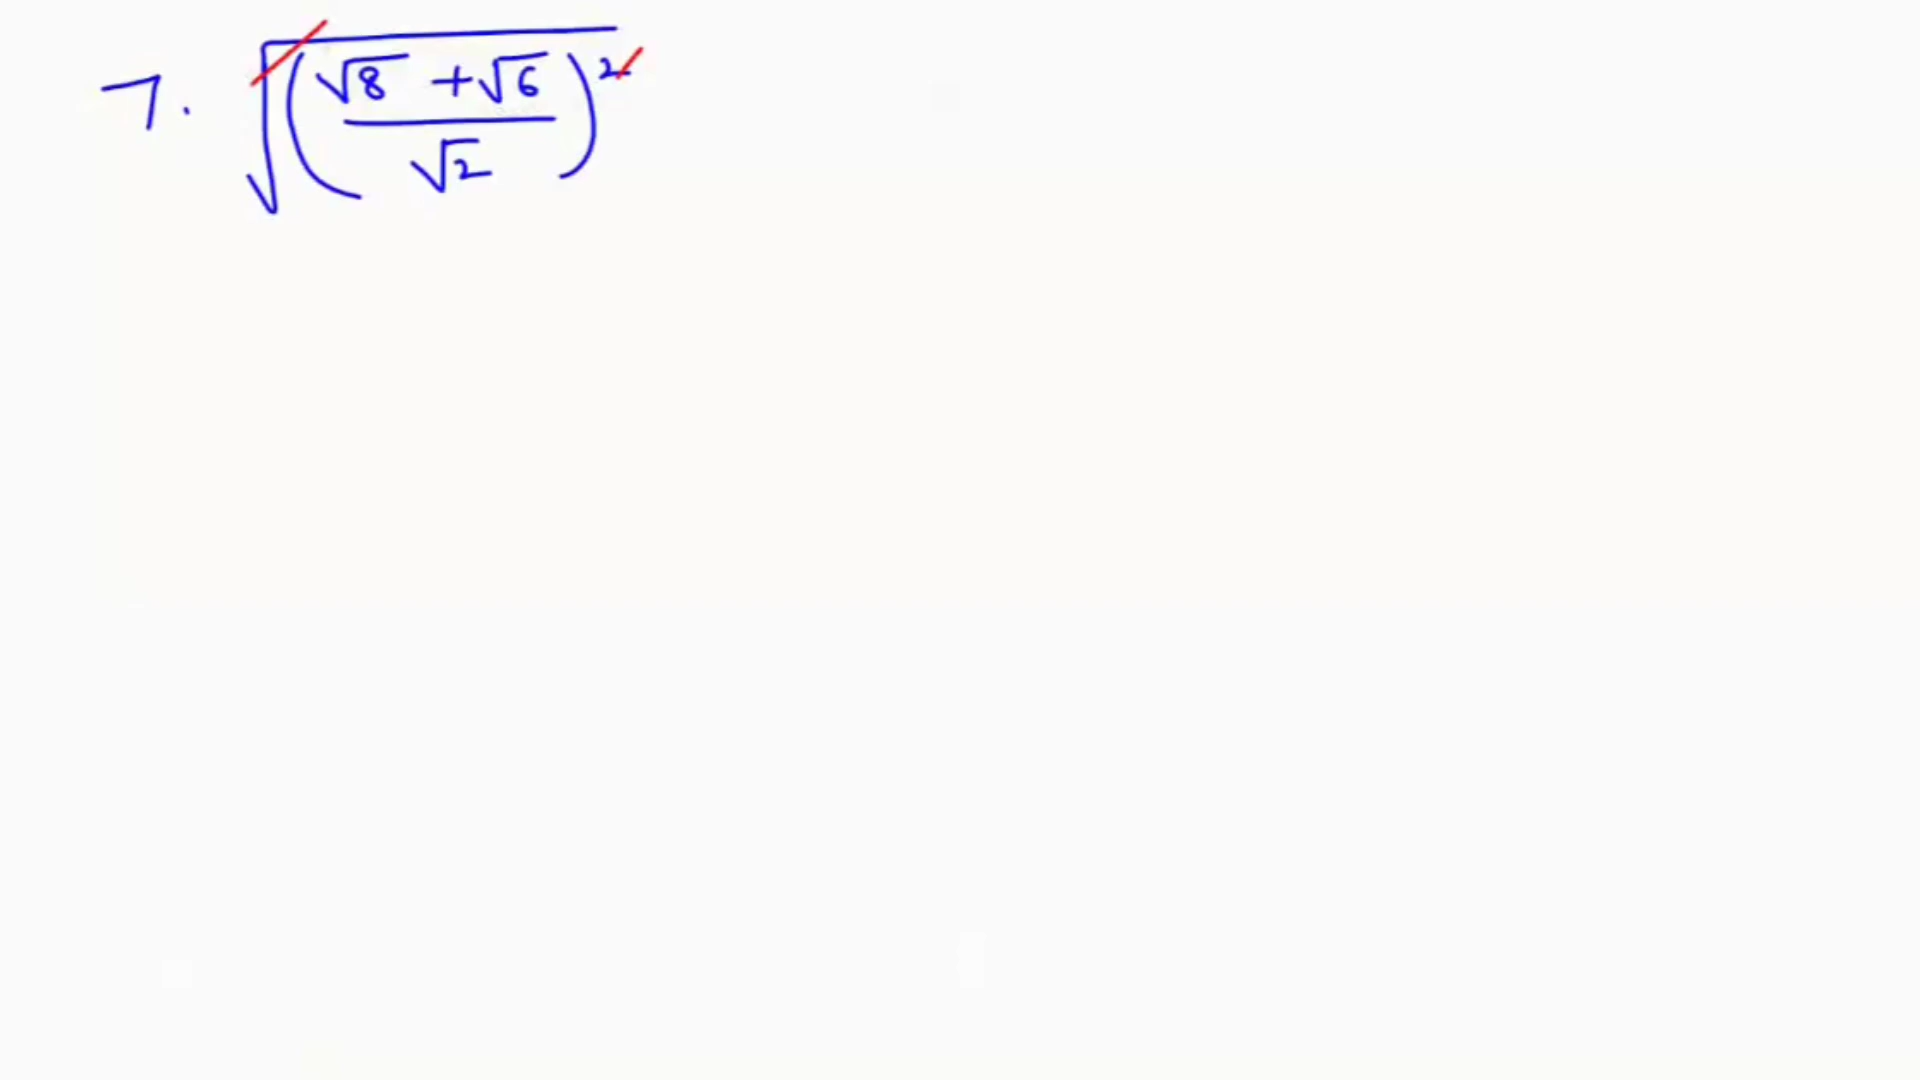 7. √((√8 + √6)/√2)²